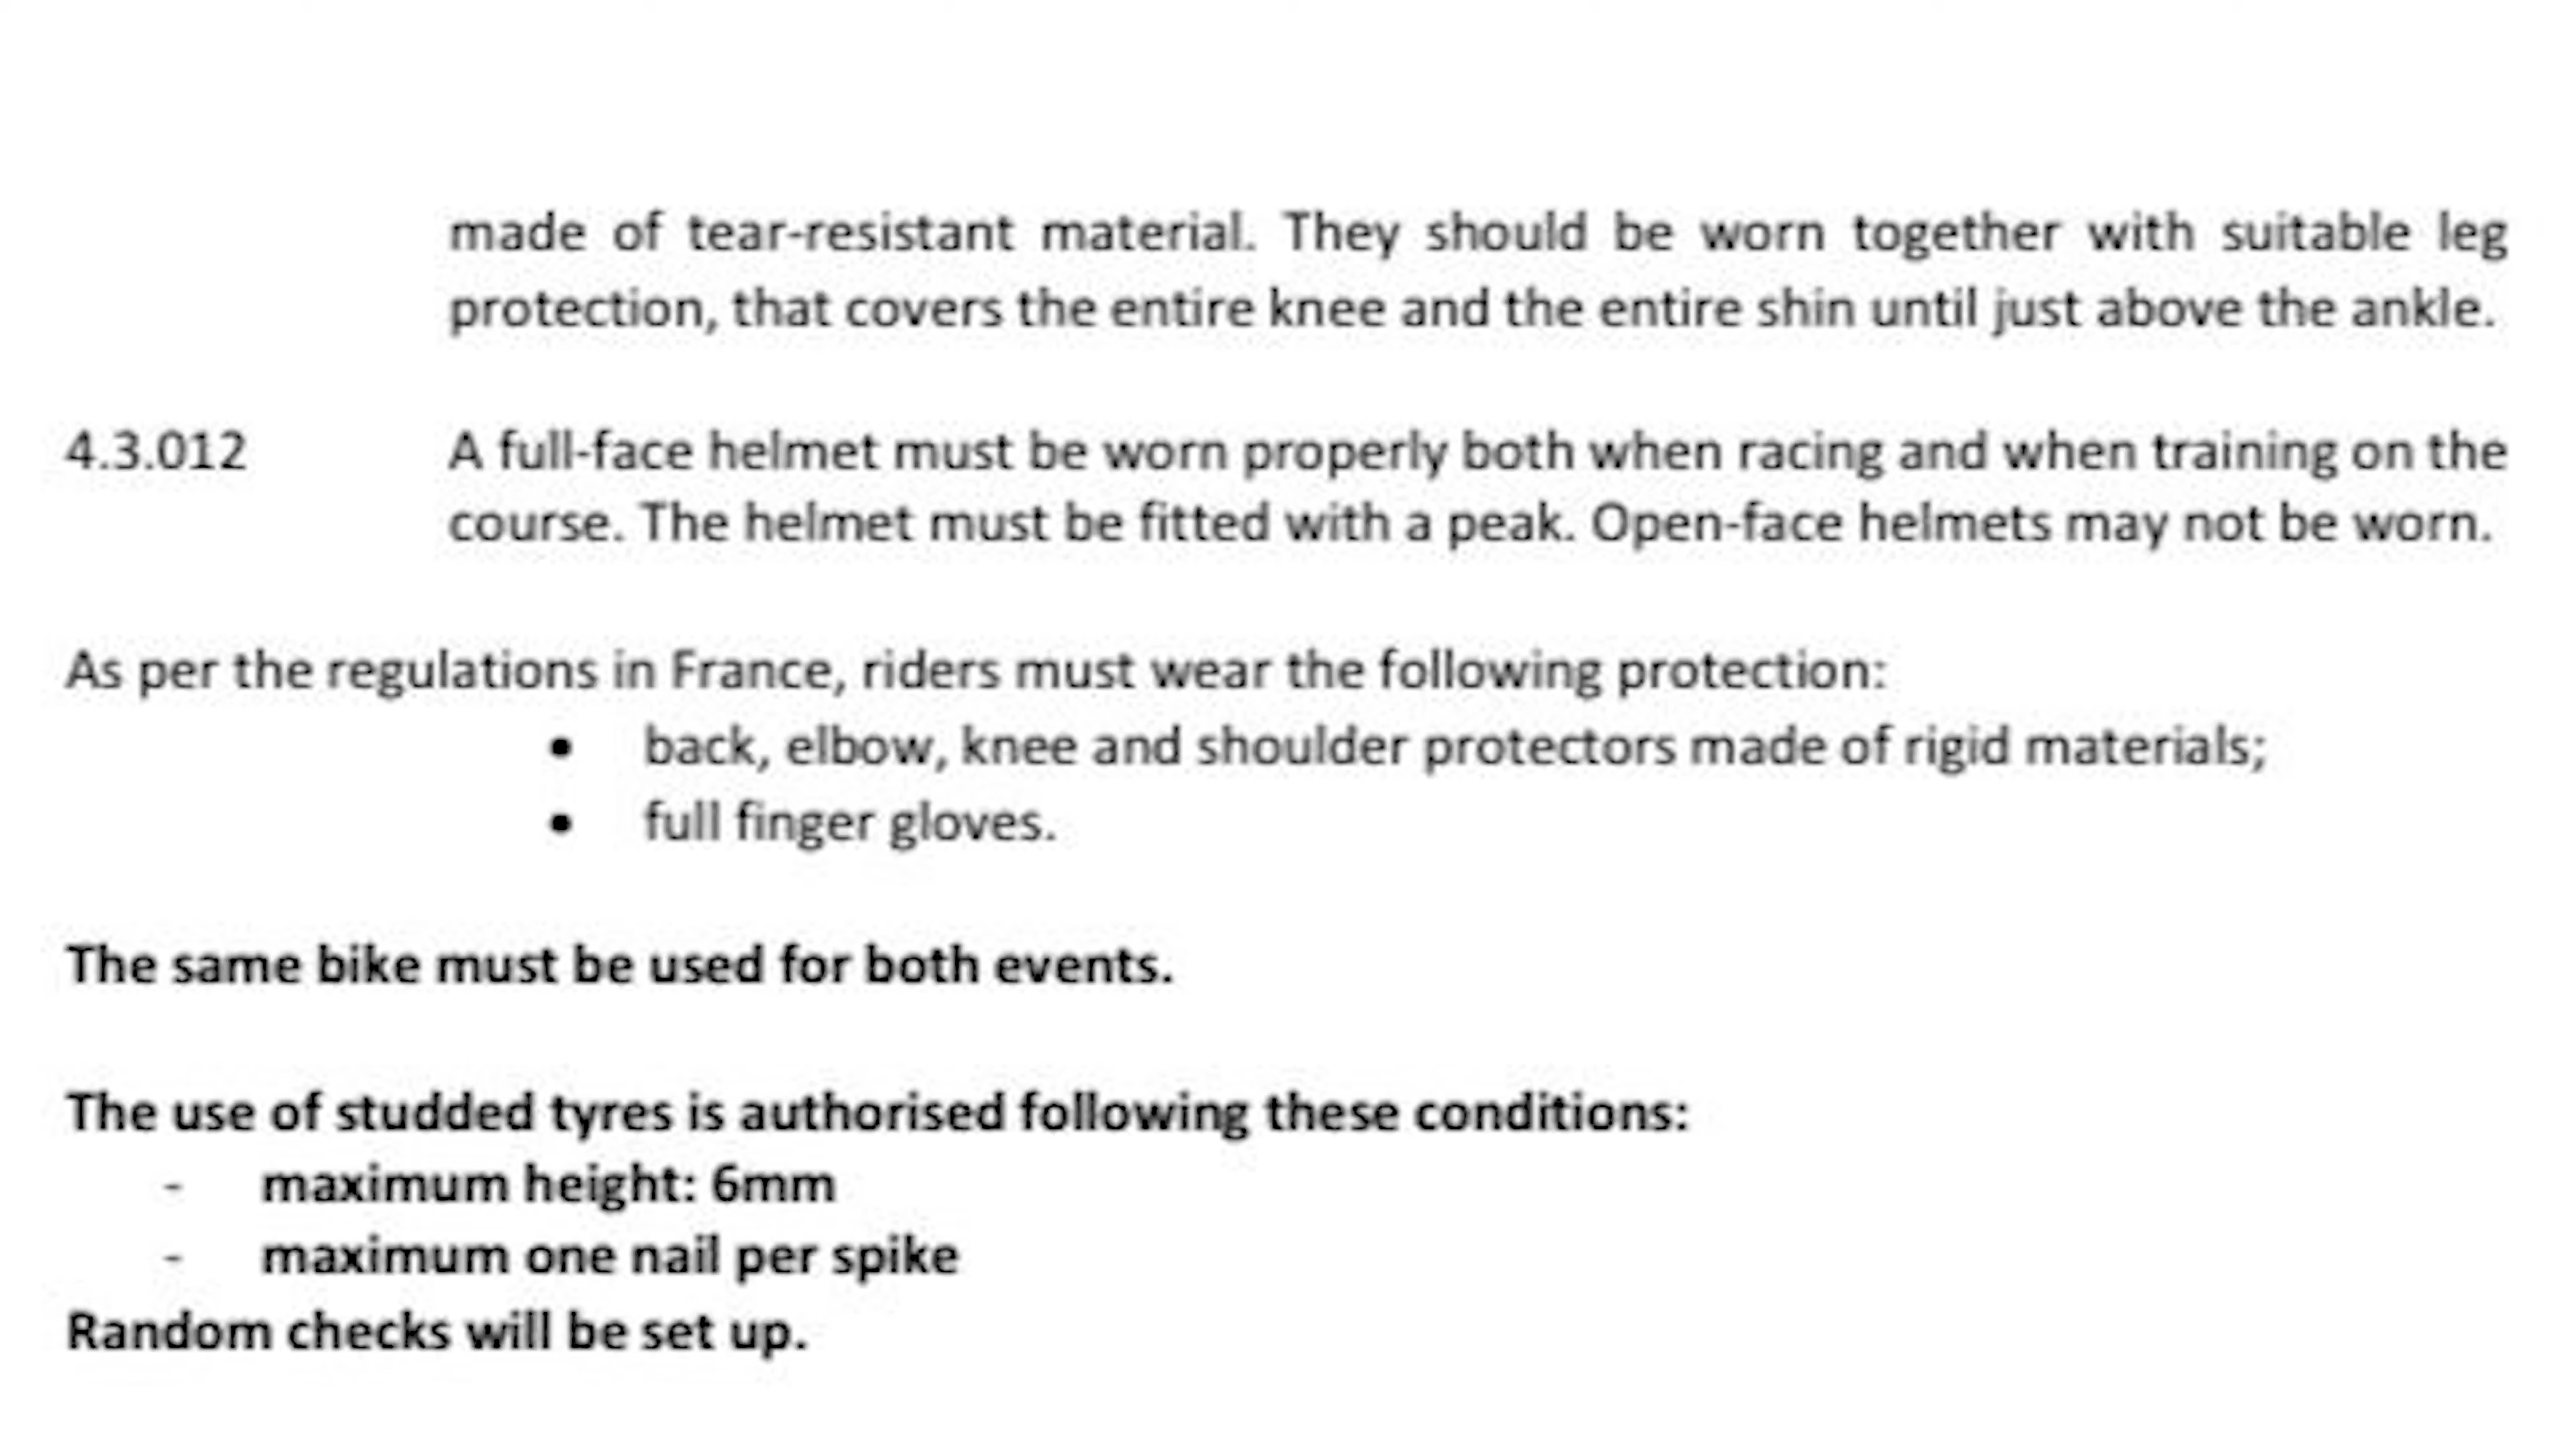 made of tear-resistant material. They should be worn together with suitable leg
protection, that covers the entire knee and the entire shin until just above the ankle.
4.3.012 A full-face helmet must be worn properly both when racing and when training on the
course. The helmet must be fitted with a peak. Open-face helmets may not be worn.
As per the regulations in France, riders must wear the following protection:
• back, elbow, knee and shoulder protectors made of rigid materials;
• full finger gloves.
The same bike must be used for both events.
The use of studded tyres is authorised following these conditions:
- maximum height: 6mm
- maximum one nail per spike
Random checks will be set up.